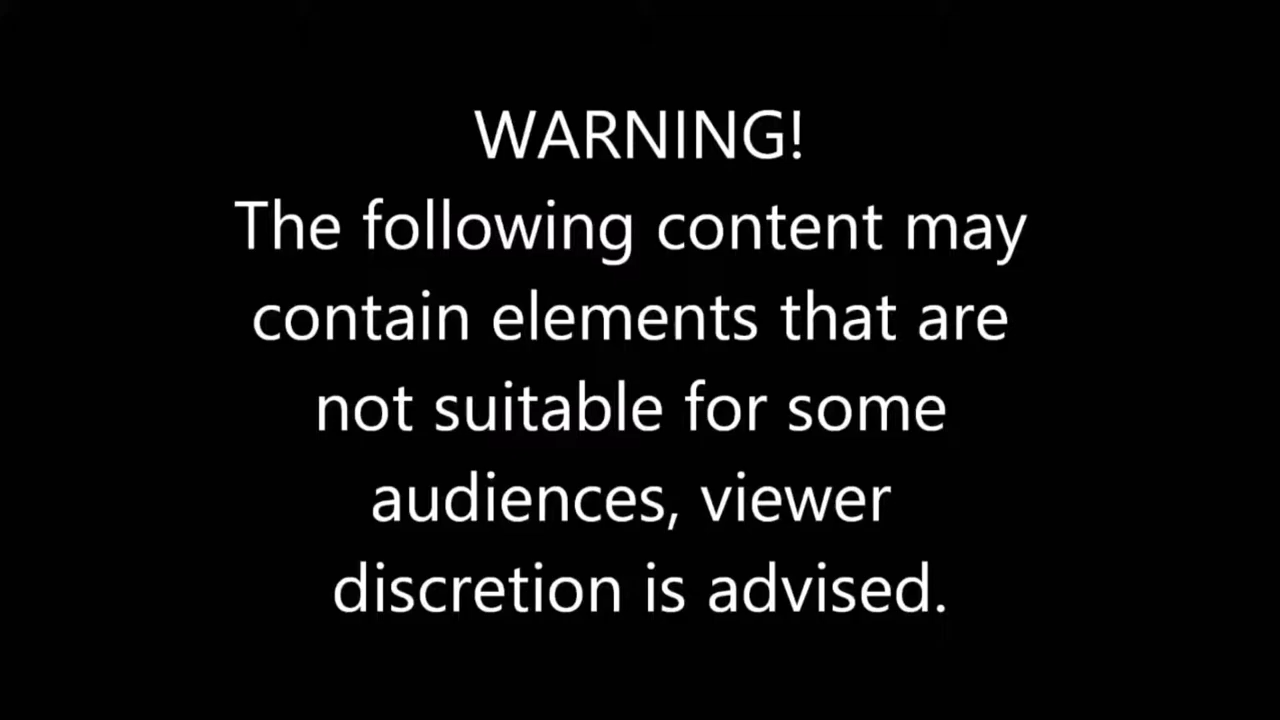 WARNING!
The following content may
contain elements that are
not suitable for some
audiences, viewer
discretion is advised.